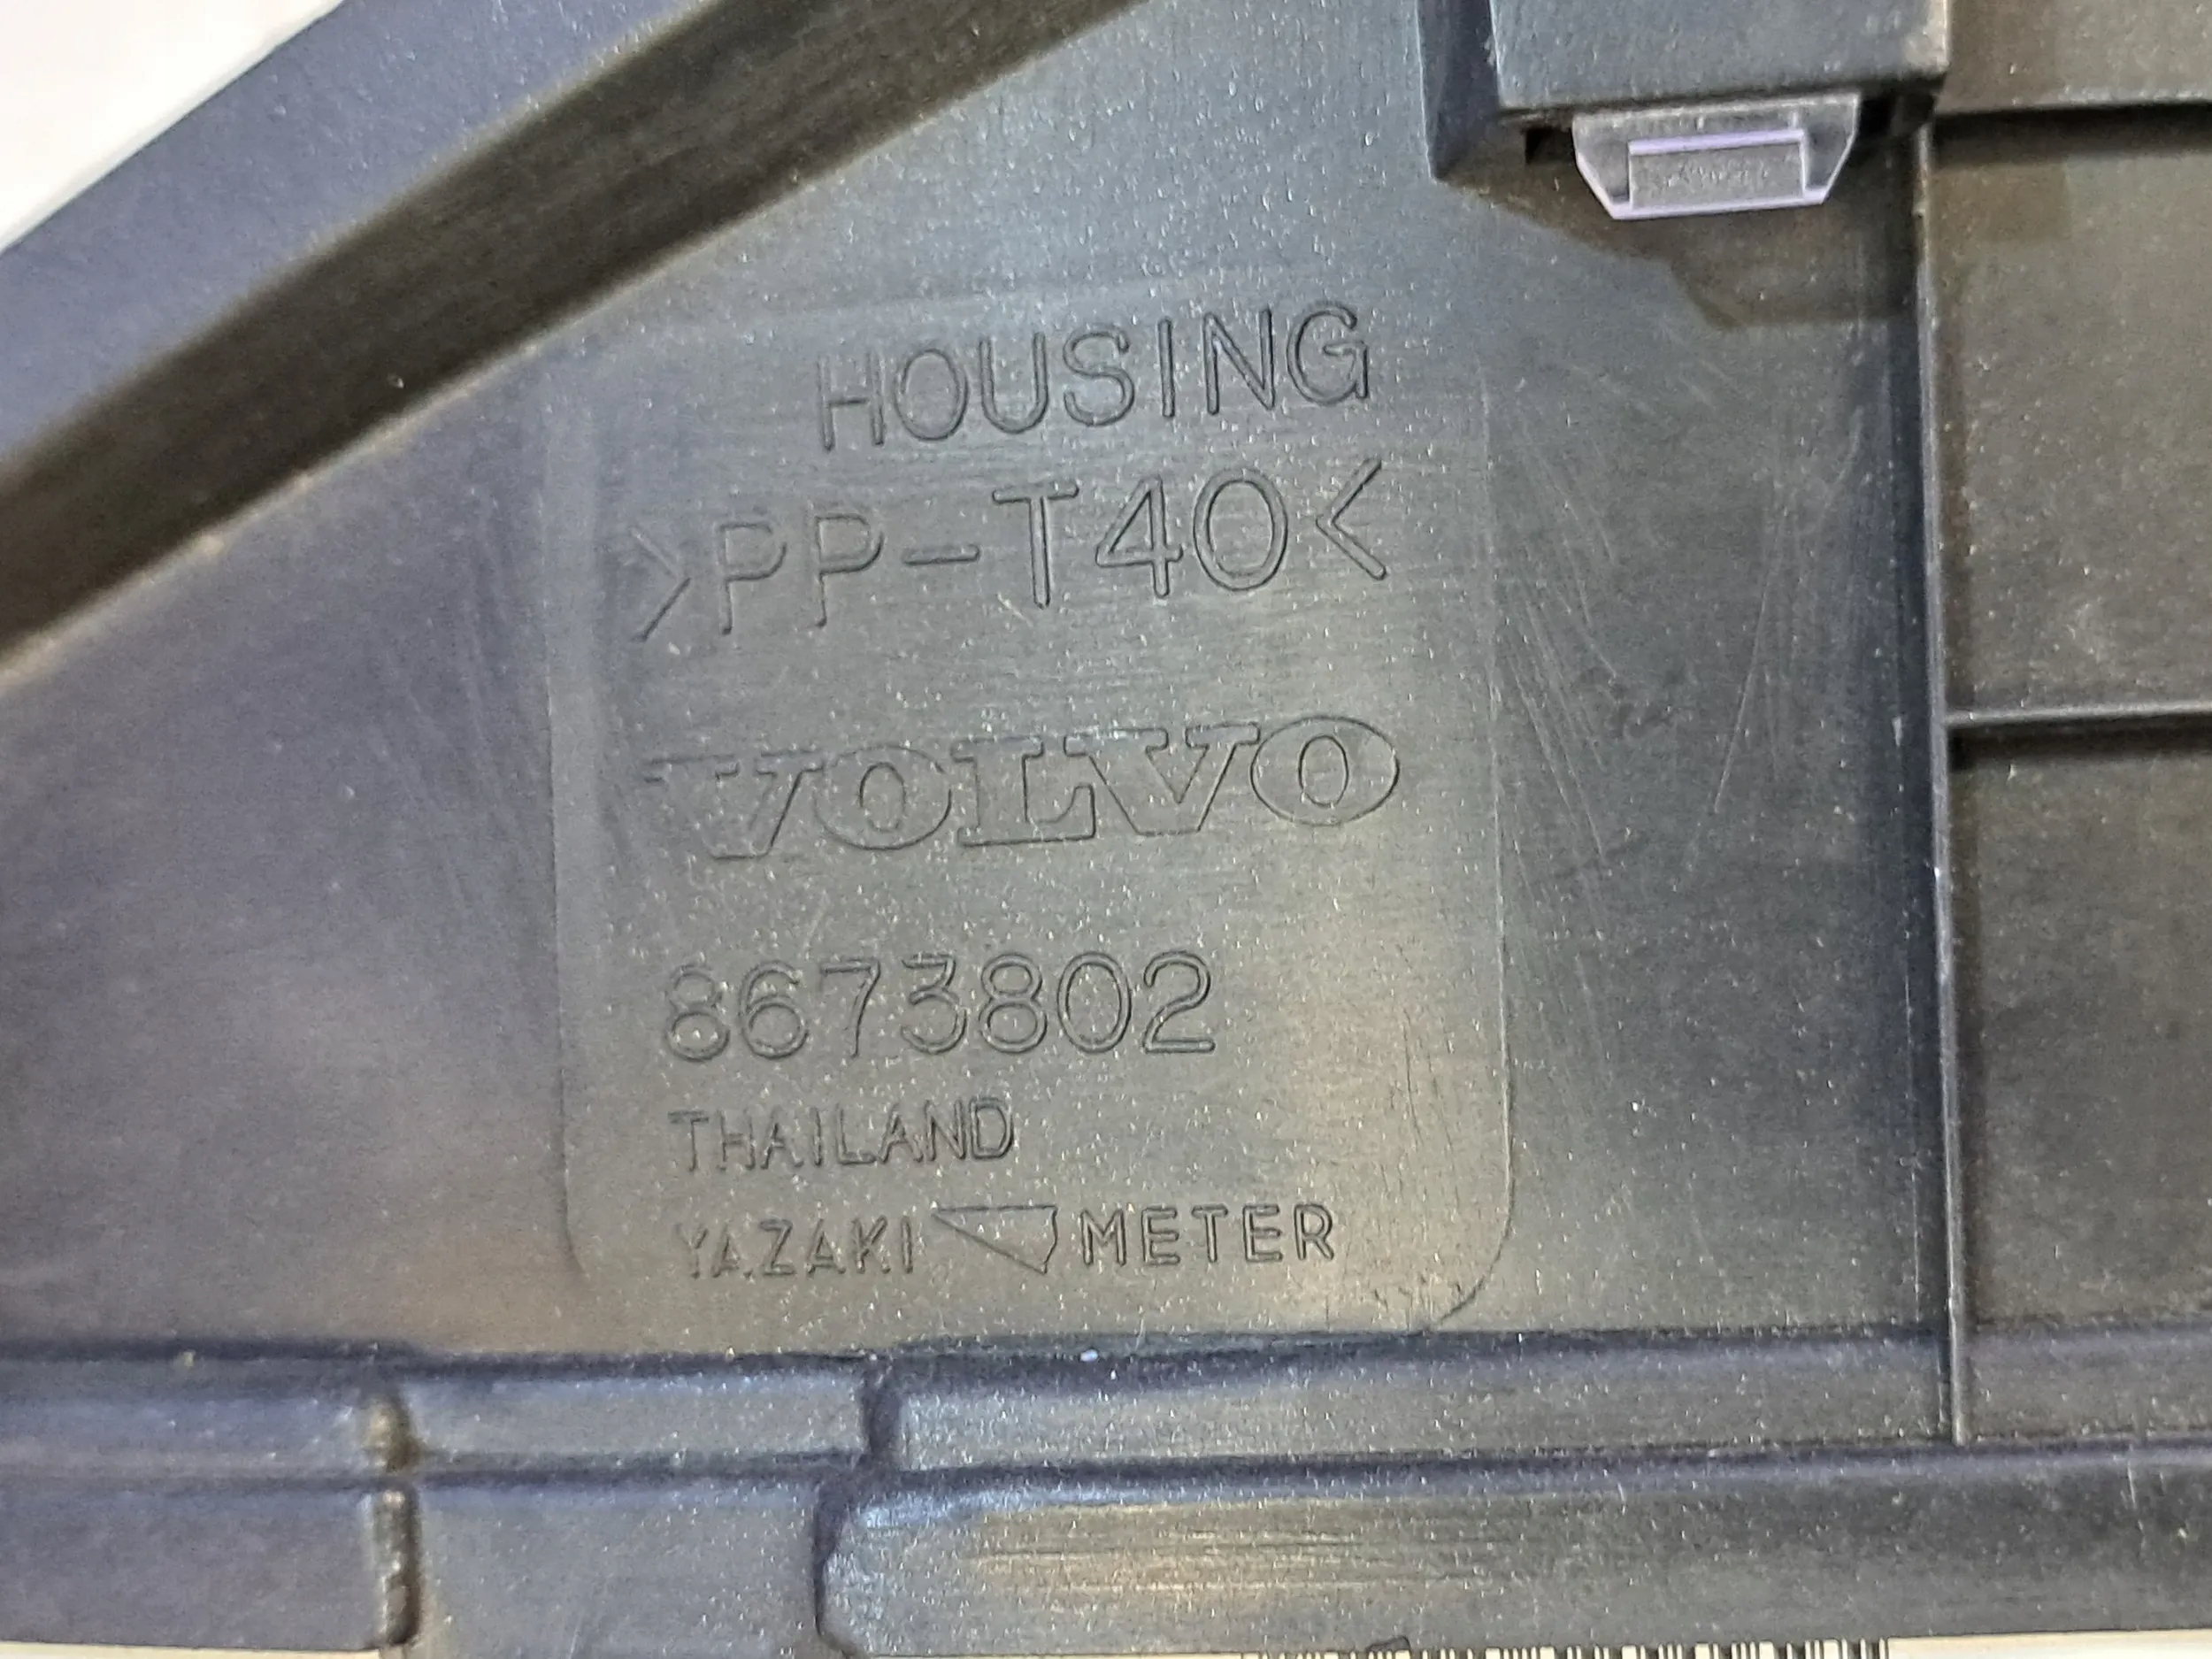 HOUSING
>PP-T40<
VOLVO
8673802
THAILAND
YAZAKI METER